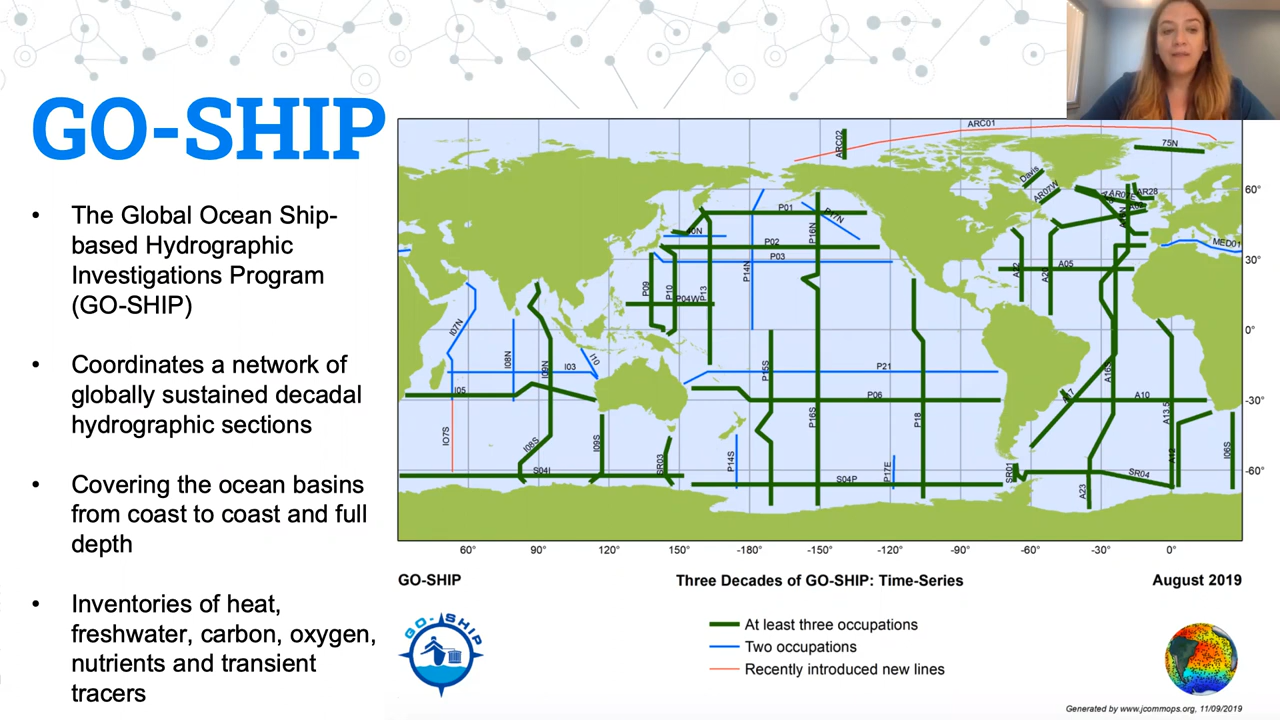 GO-SHIP
• The Global Ocean Ship-
based Hydrographic
Investigations Program
(GO-SHIP)
• Coordinates a network of
globally sustained decadal
hydrographic sections
• Covering the ocean basins
from coast to coast and full
depth
• Inventories of heat,
freshwater, carbon, oxygen,
nutrients and transient
tracers
ARC01
ARC02
75N
Davis
AR07W
AR28
60°
P01
P17N
P16N
40N
P02
MED01
P03
P14N
30°
A22
A20
A05
P09
P10
P13
P04W
I07N
0°
I08N
I09N
I10
I03
P15S
P21
A16S
I05
P06
A17
A10
-30°
P16S
P18
A13.5
I07S
I08S
I09S
SR03
P14S
P17E
A12
I06S
S04I
S04P
SR01
SR04
-60°
A23
60° 90° 120° 150° -180° -150° -120° -90° -60° -30° 0°
GO-SHIP Three Decades of GO-SHIP: Time-Series August 2019
GO-SHIP
At least three occupations
Two occupations
Recently introduced new lines
Generated by www.jcommops.org, 11/09/2019